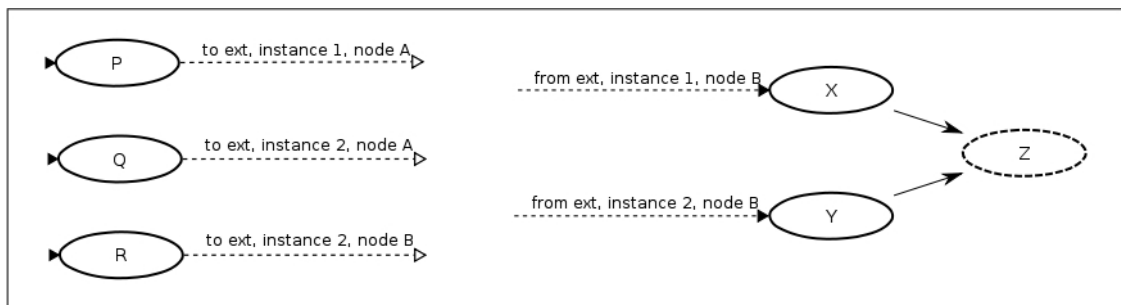 P
to ext, instance 1, node A
Q
to ext, instance 2, node A
R
to ext, instance 2, node B
from ext, instance 1, node B
X
from ext, instance 2, node B
Y
Z